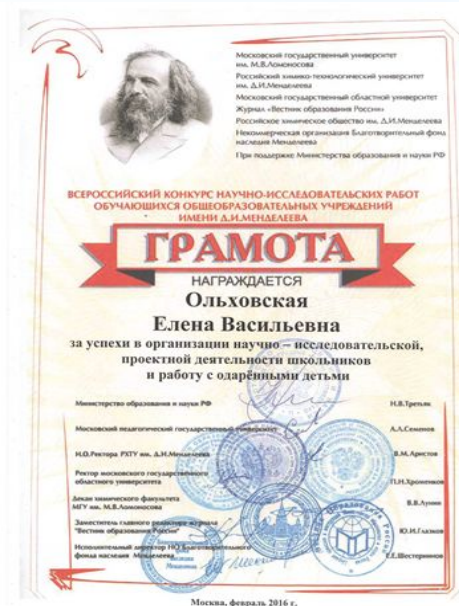 Московский государственный университет
им. М.В.Ломоносова
Российский химико-технологический университет
им. Д.И.Менделеева
Московский государственный областной университет
Журнал «Вестник образования России»
Российское химическое общество им. Д.И.Менделеева
Некоммерческая организация Благотворительный фонд
наследия Менделеева
При поддержке Министерства образования и науки РФ
ВСЕРОССИЙСКИЙ КОНКУРС НАУЧНО-ИССЛЕДОВАТЕЛЬСКИХ РАБОТ
ОБУЧАЮЩИХСЯ ОБЩЕОБРАЗОВАТЕЛЬНЫХ УЧРЕЖДЕНИЙ
ИМЕНИ Д.И.МЕНДЕЛЕЕВА
ГРАМОТА
НАГРАЖДАЕТСЯ
Ольховская
Елена Васильевна
за успехи в организации научно – исследовательской,
проектной деятельности школьников
и работу с одарёнными детьми
Министерство образования и науки РФ Н.В.Третьяк
Московский педагогический государственный университет А.Л.Семенов
И.О.Ректора РХТУ им. Д.И.Менделеева В.М.Аристов
Ректор московского государственного
областного университета П.Н.Хроменков
Декан химического факультета
МГУ им. М.В.Ломоносова В.В.Лунин
Заместитель главного редактора журнала
"Вестник образования России" Ю.И.Глазков
Исполнительный директор НО Благотворительного
фонда наследия Менделеева Г.Е.Шестернинов
Москва, февраль 2016 г.